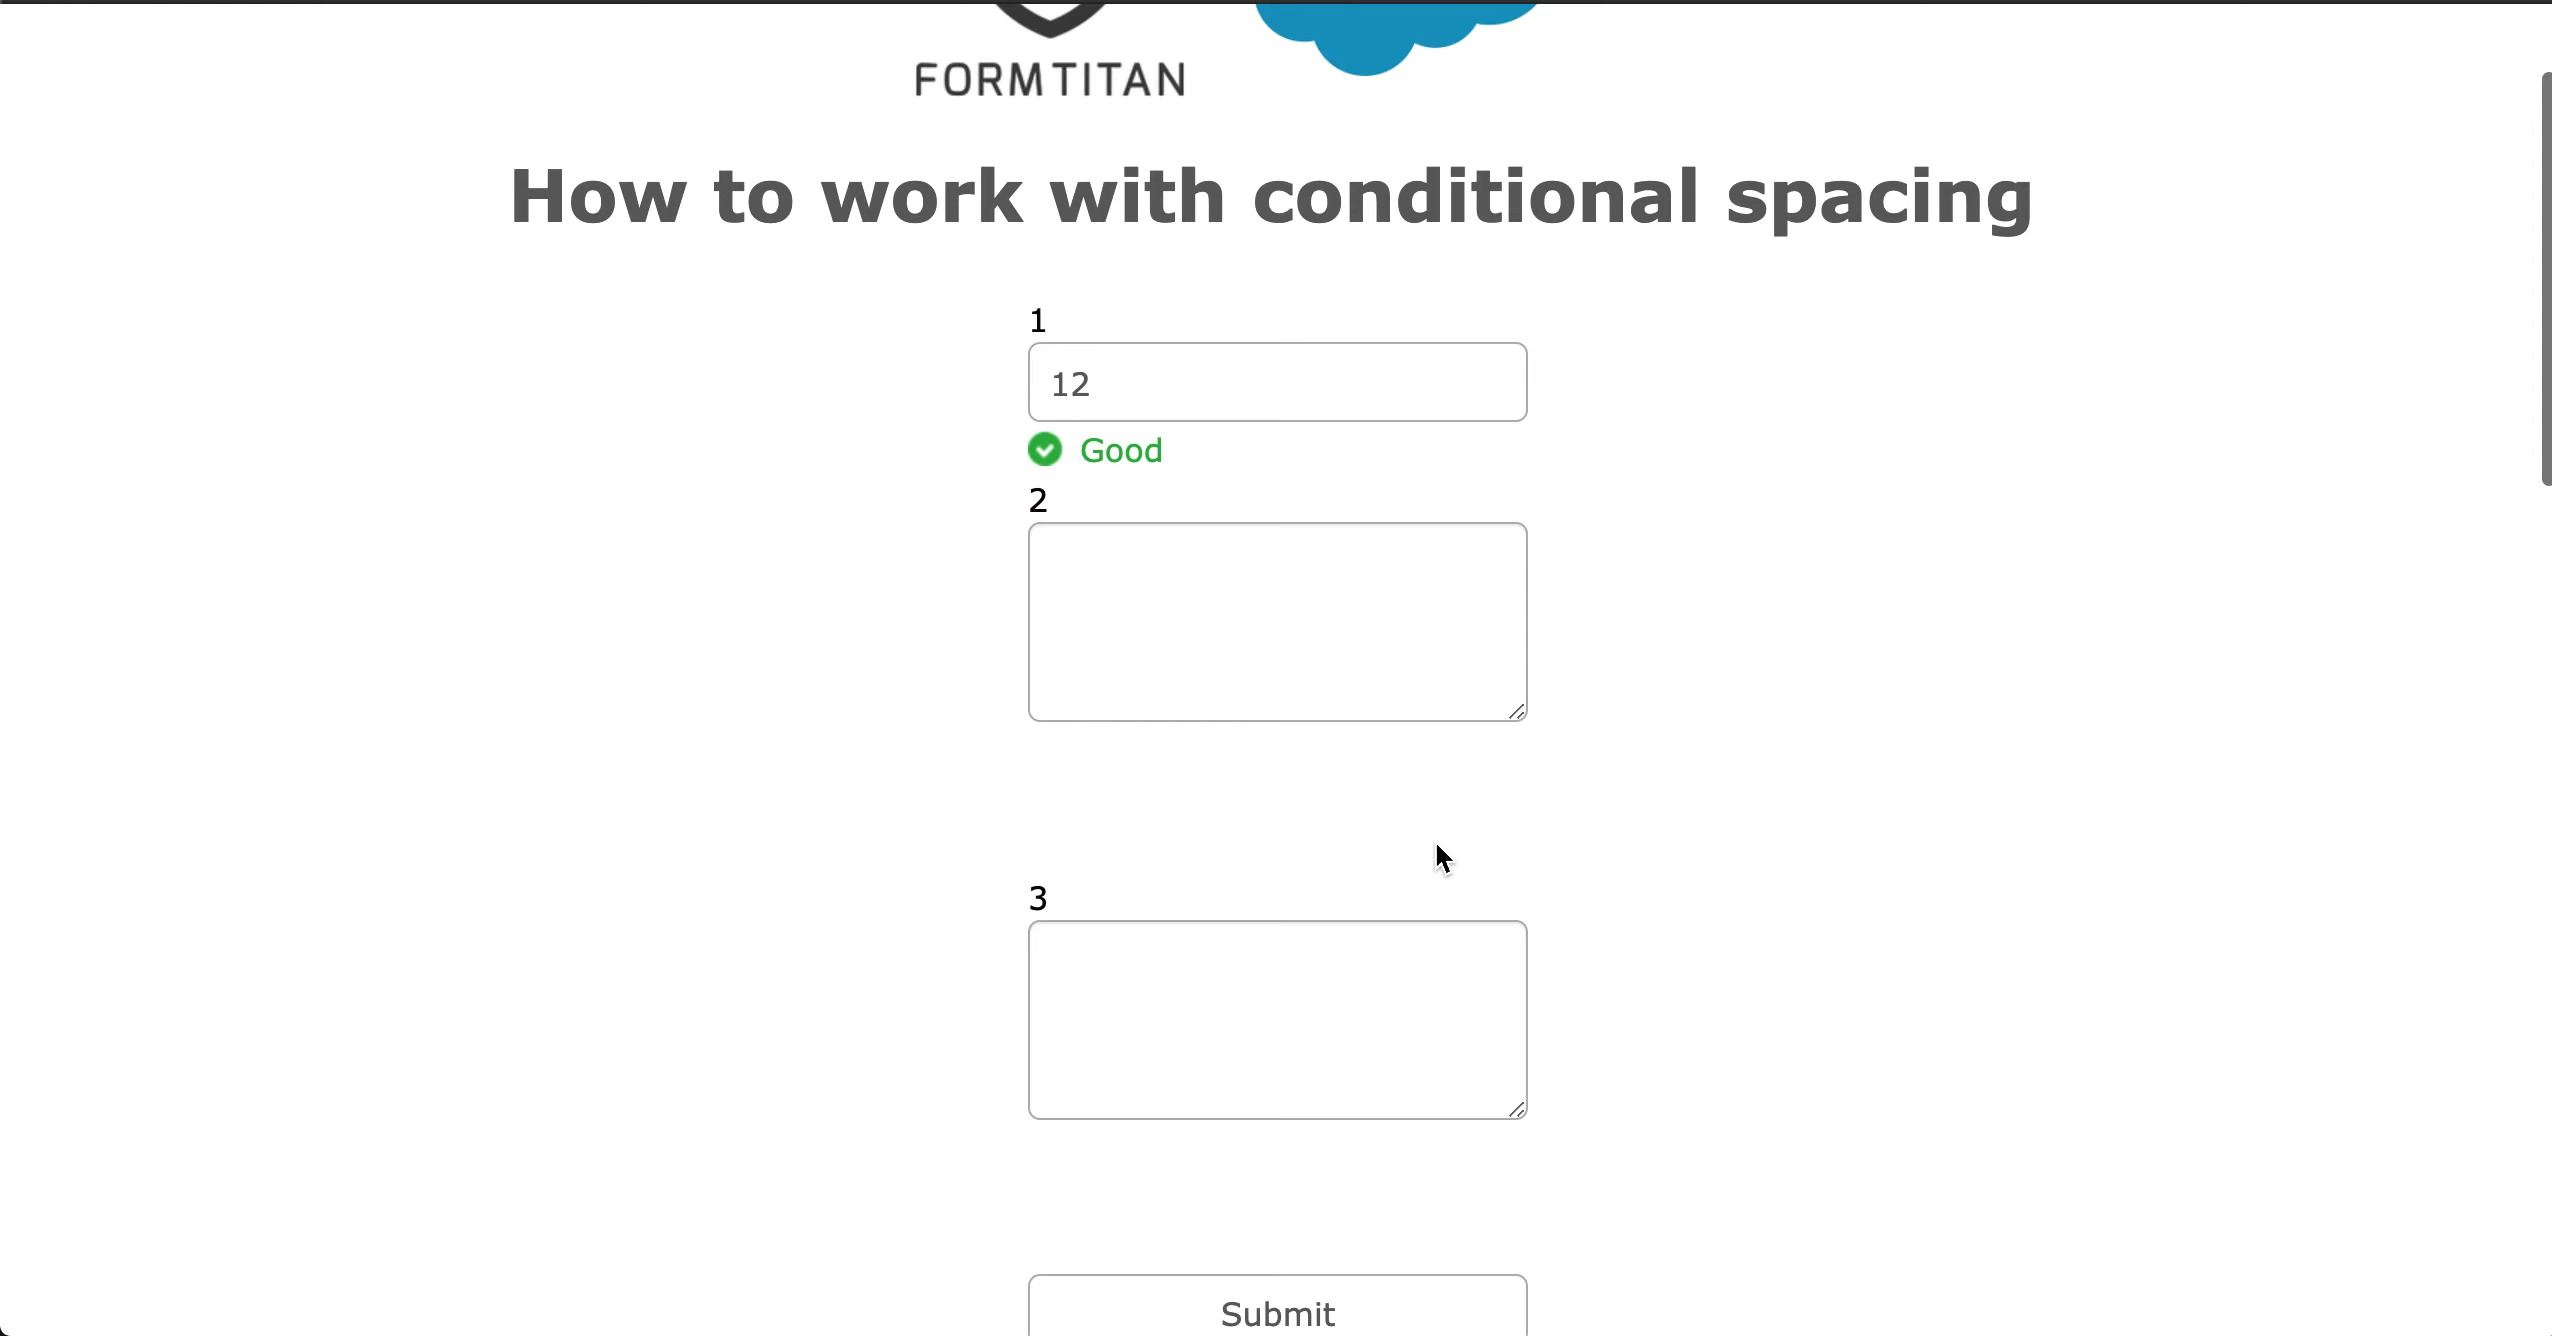 FORMTITAN
How to work with conditional spacing
1
12
Good
2
3
Submit